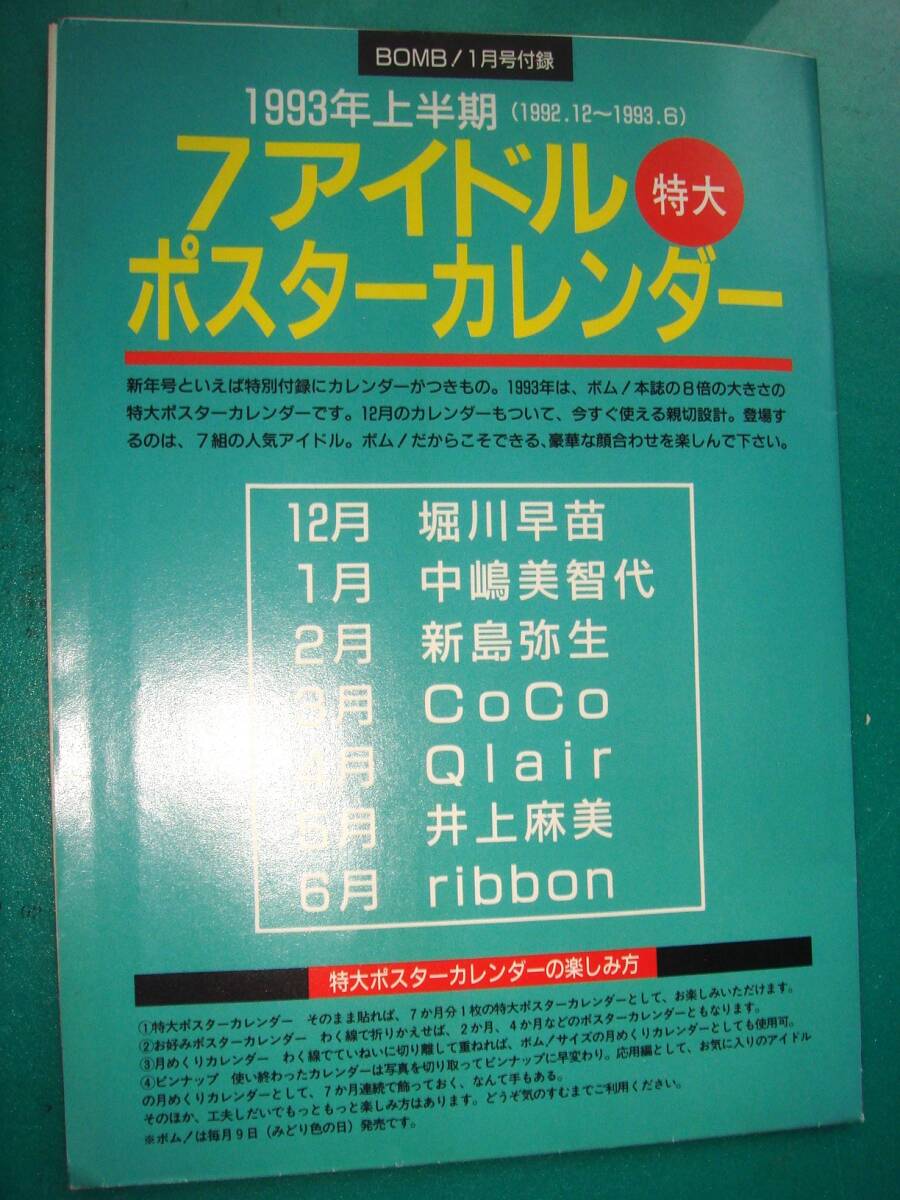 BOMB!1月号付録
1993年上半期 (1992.12〜1993.6)
7アイドル 特大
ポスターカレンダー
新年号といえば特別付録にカレンダーがつきもの。1993年は、ボム!本誌の8倍の大きさの
特大ポスターカレンダーです。12月のカレンダーもついて、今すぐ使える親切設計。登場す
るのは、7組の人気アイドル。ボム!だからこそできる、豪華な顔合わせを楽しんで下さい。
12月 堀川早苗
1月 中嶋美智代
2月 新島弥生
3月 CoCo
4月 Qlair
5月 井上麻美
6月 ribbon
特大ポスターカレンダーの楽しみ方
①特大ポスターカレンダー そのまま貼れば、7か月分1枚の特大ポスターカレンダーとして、お楽しみいただけます。
②お好みポスターカレンダー わく線で折りかえせば、2か月、4か月などのポスターカレンダーともなります。
③月めくりカレンダー わく線でていねいに切り離して重ねれば、ボム!サイズの月めくりカレンダーとしても使用可。
④ピンナップ 使い終わったカレンダーは写真を切り取ってピンナップに早変わり。応用編として、お気に入りのアイドル
の月めくりカレンダーとして、7か月連続で飾っておく、なんて手もある。
そのほか、工夫しだいでもっともっと楽しみ方はあります。どうぞ気のすむまでご利用ください。
※ボム!は毎月9日(みどり色の日)発売です。